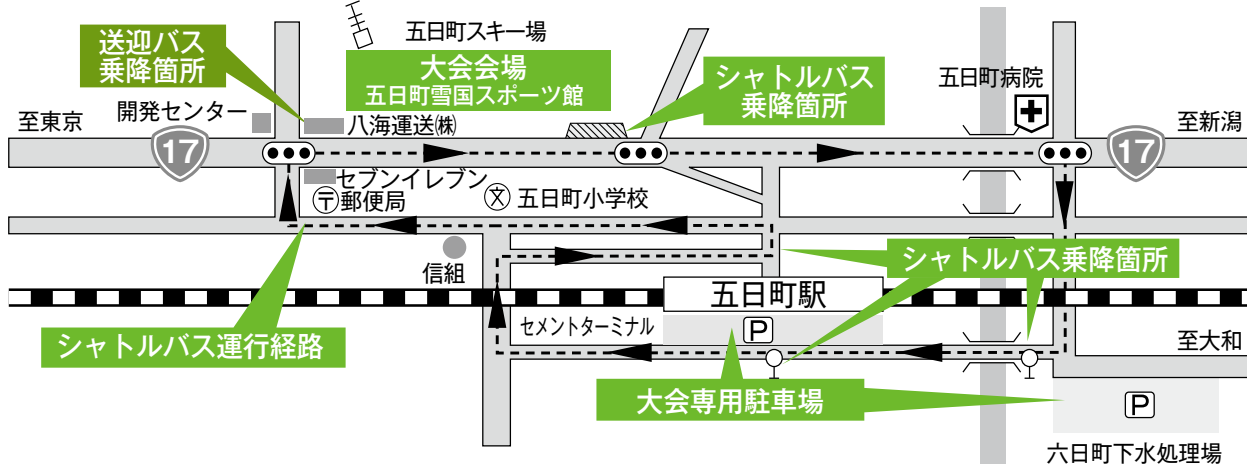 五日町スキー場
送迎バス
乗降箇所
大会会場
五日町雪国スポーツ館
シャトルバス
乗降箇所
五日町病院
開発センター
至東京
八海運送㈱
至新潟
17
17
セブンイレブン
〒郵便局
文 五日町小学校
信組
シャトルバス乗降箇所
五日町駅
セメントターミナル
P
シャトルバス運行経路
至大和
大会専用駐車場
P
六日町下水処理場